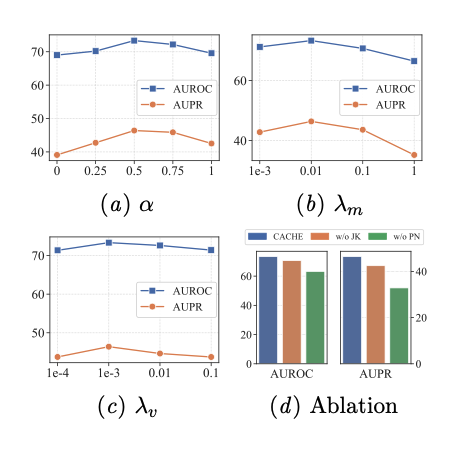 70
60
50
40
AUROC
AUPR
0 0.25 0.5 0.75 1
(a) α
60
40
AUROC
AUPR
1e-3 0.01 0.1 1
(b) λm
70
60
50
AUROC
AUPR
1e-4 1e-3 0.01 0.1
(c) λv
CACHE w/o JK w/o PN
60
40
20
0
40
20
0
AUROC AUPR
(d) Ablation